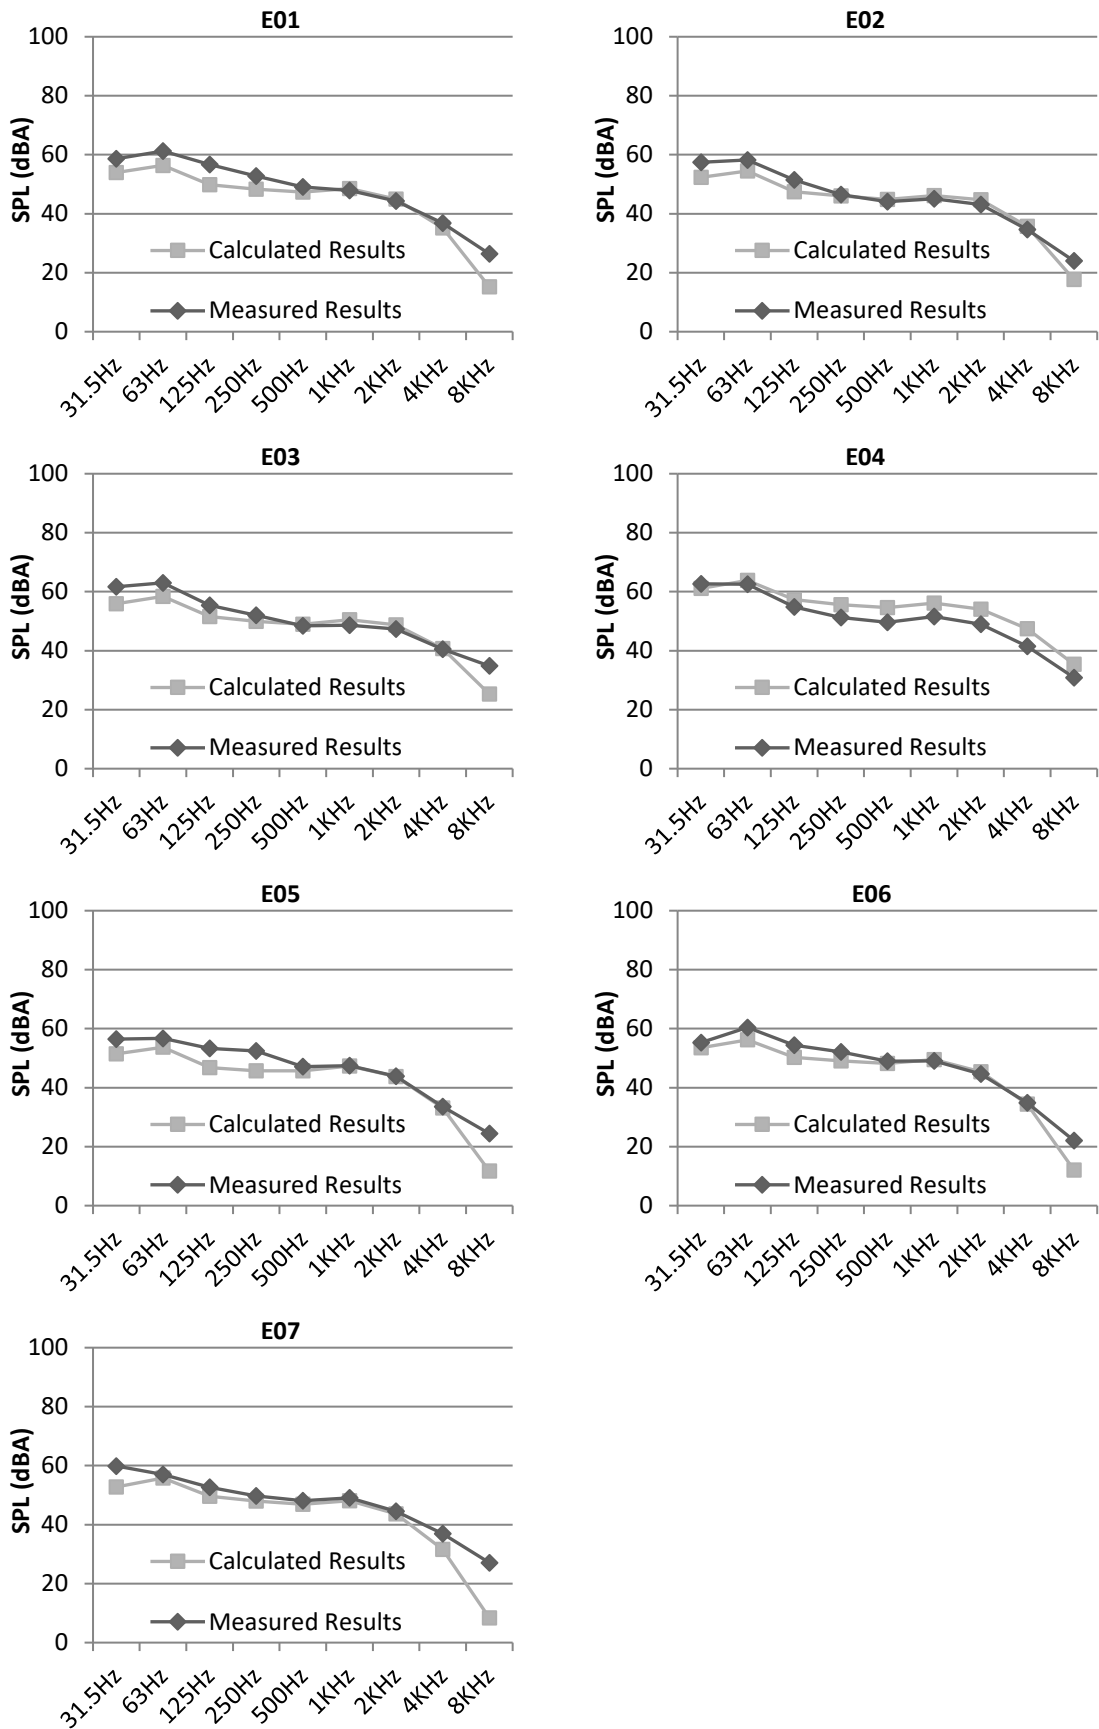 E01
100
80
60
40
20
0
SPL (dBA)
Calculated Results
Measured Results
31.5Hz
63Hz
125Hz
250Hz
500Hz
1KHz
2KHz
4KHz
8KHz
E02
100
80
60
40
20
0
SPL (dBA)
Calculated Results
Measured Results
31.5Hz
63Hz
125Hz
250Hz
500Hz
1KHz
2KHz
4KHz
8KHz
E03
100
80
60
40
20
0
SPL (dBA)
Calculated Results
Measured Results
31.5Hz
63Hz
125Hz
250Hz
500Hz
1KHz
2KHz
4KHz
8KHz
E04
100
80
60
40
20
0
SPL (dBA)
Calculated Results
Measured Results
31.5Hz
63Hz
125Hz
250Hz
500Hz
1KHz
2KHz
4KHz
8KHz
E05
100
80
60
40
20
0
SPL (dBA)
Calculated Results
Measured Results
31.5Hz
63Hz
125Hz
250Hz
500Hz
1KHz
2KHz
4KHz
8KHz
E06
100
80
60
40
20
0
SPL (dBA)
Calculated Results
Measured Results
31.5Hz
63Hz
125Hz
250Hz
500Hz
1KHz
2KHz
4KHz
8KHz
E07
100
80
60
40
20
0
SPL (dBA)
Calculated Results
Measured Results
31.5Hz
63Hz
125Hz
250Hz
500Hz
1KHz
2KHz
4KHz
8KHz